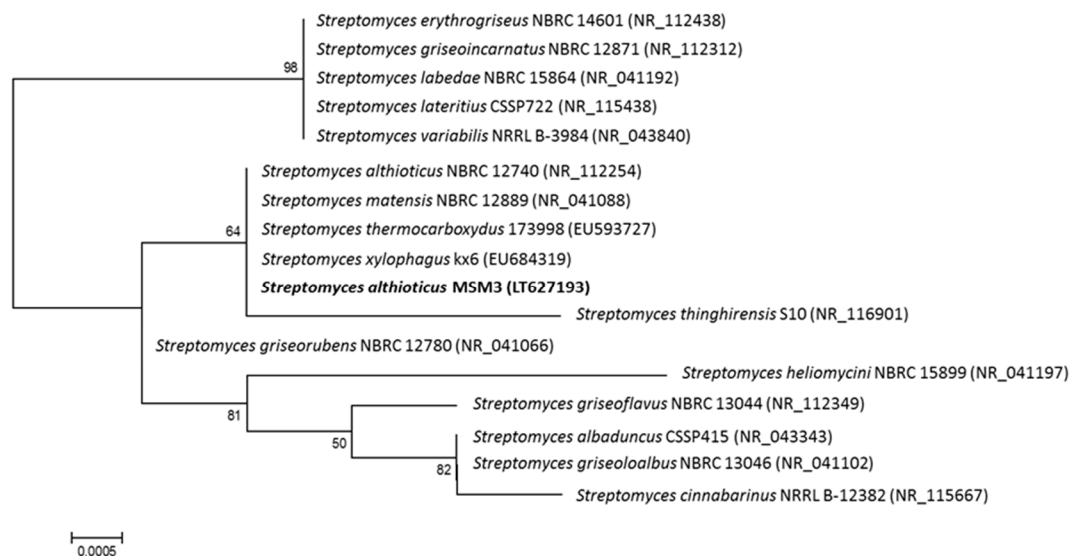 Streptomyces erythrogriseus NBRC 14601 (NR_112438)
Streptomyces griseoincarnatus NBRC 12871 (NR_112312)
98
Streptomyces labedae NBRC 15864 (NR_041192)
Streptomyces lateritius CSSP722 (NR_115438)
Streptomyces variabilis NRRL B-3984 (NR_043840)
Streptomyces althioticus NBRC 12740 (NR_112254)
Streptomyces matensis NBRC 12889 (NR_041088)
64
Streptomyces thermocarboxydus 173998 (EU593727)
Streptomyces xylophagus kx6 (EU684319)
Streptomyces althioticus MSM3 (LT627193)
Streptomyces thinghirensis S10 (NR_116901)
Streptomyces griseorubens NBRC 12780 (NR_041066)
Streptomyces heliomycini NBRC 15899 (NR_041197)
81
Streptomyces griseoflavus NBRC 13044 (NR_112349)
50
Streptomyces albaduncus CSSP415 (NR_043343)
82
Streptomyces griseoloalbus NBRC 13046 (NR_041102)
Streptomyces cinnabarinus NRRL B-12382 (NR_115667)
0.0005